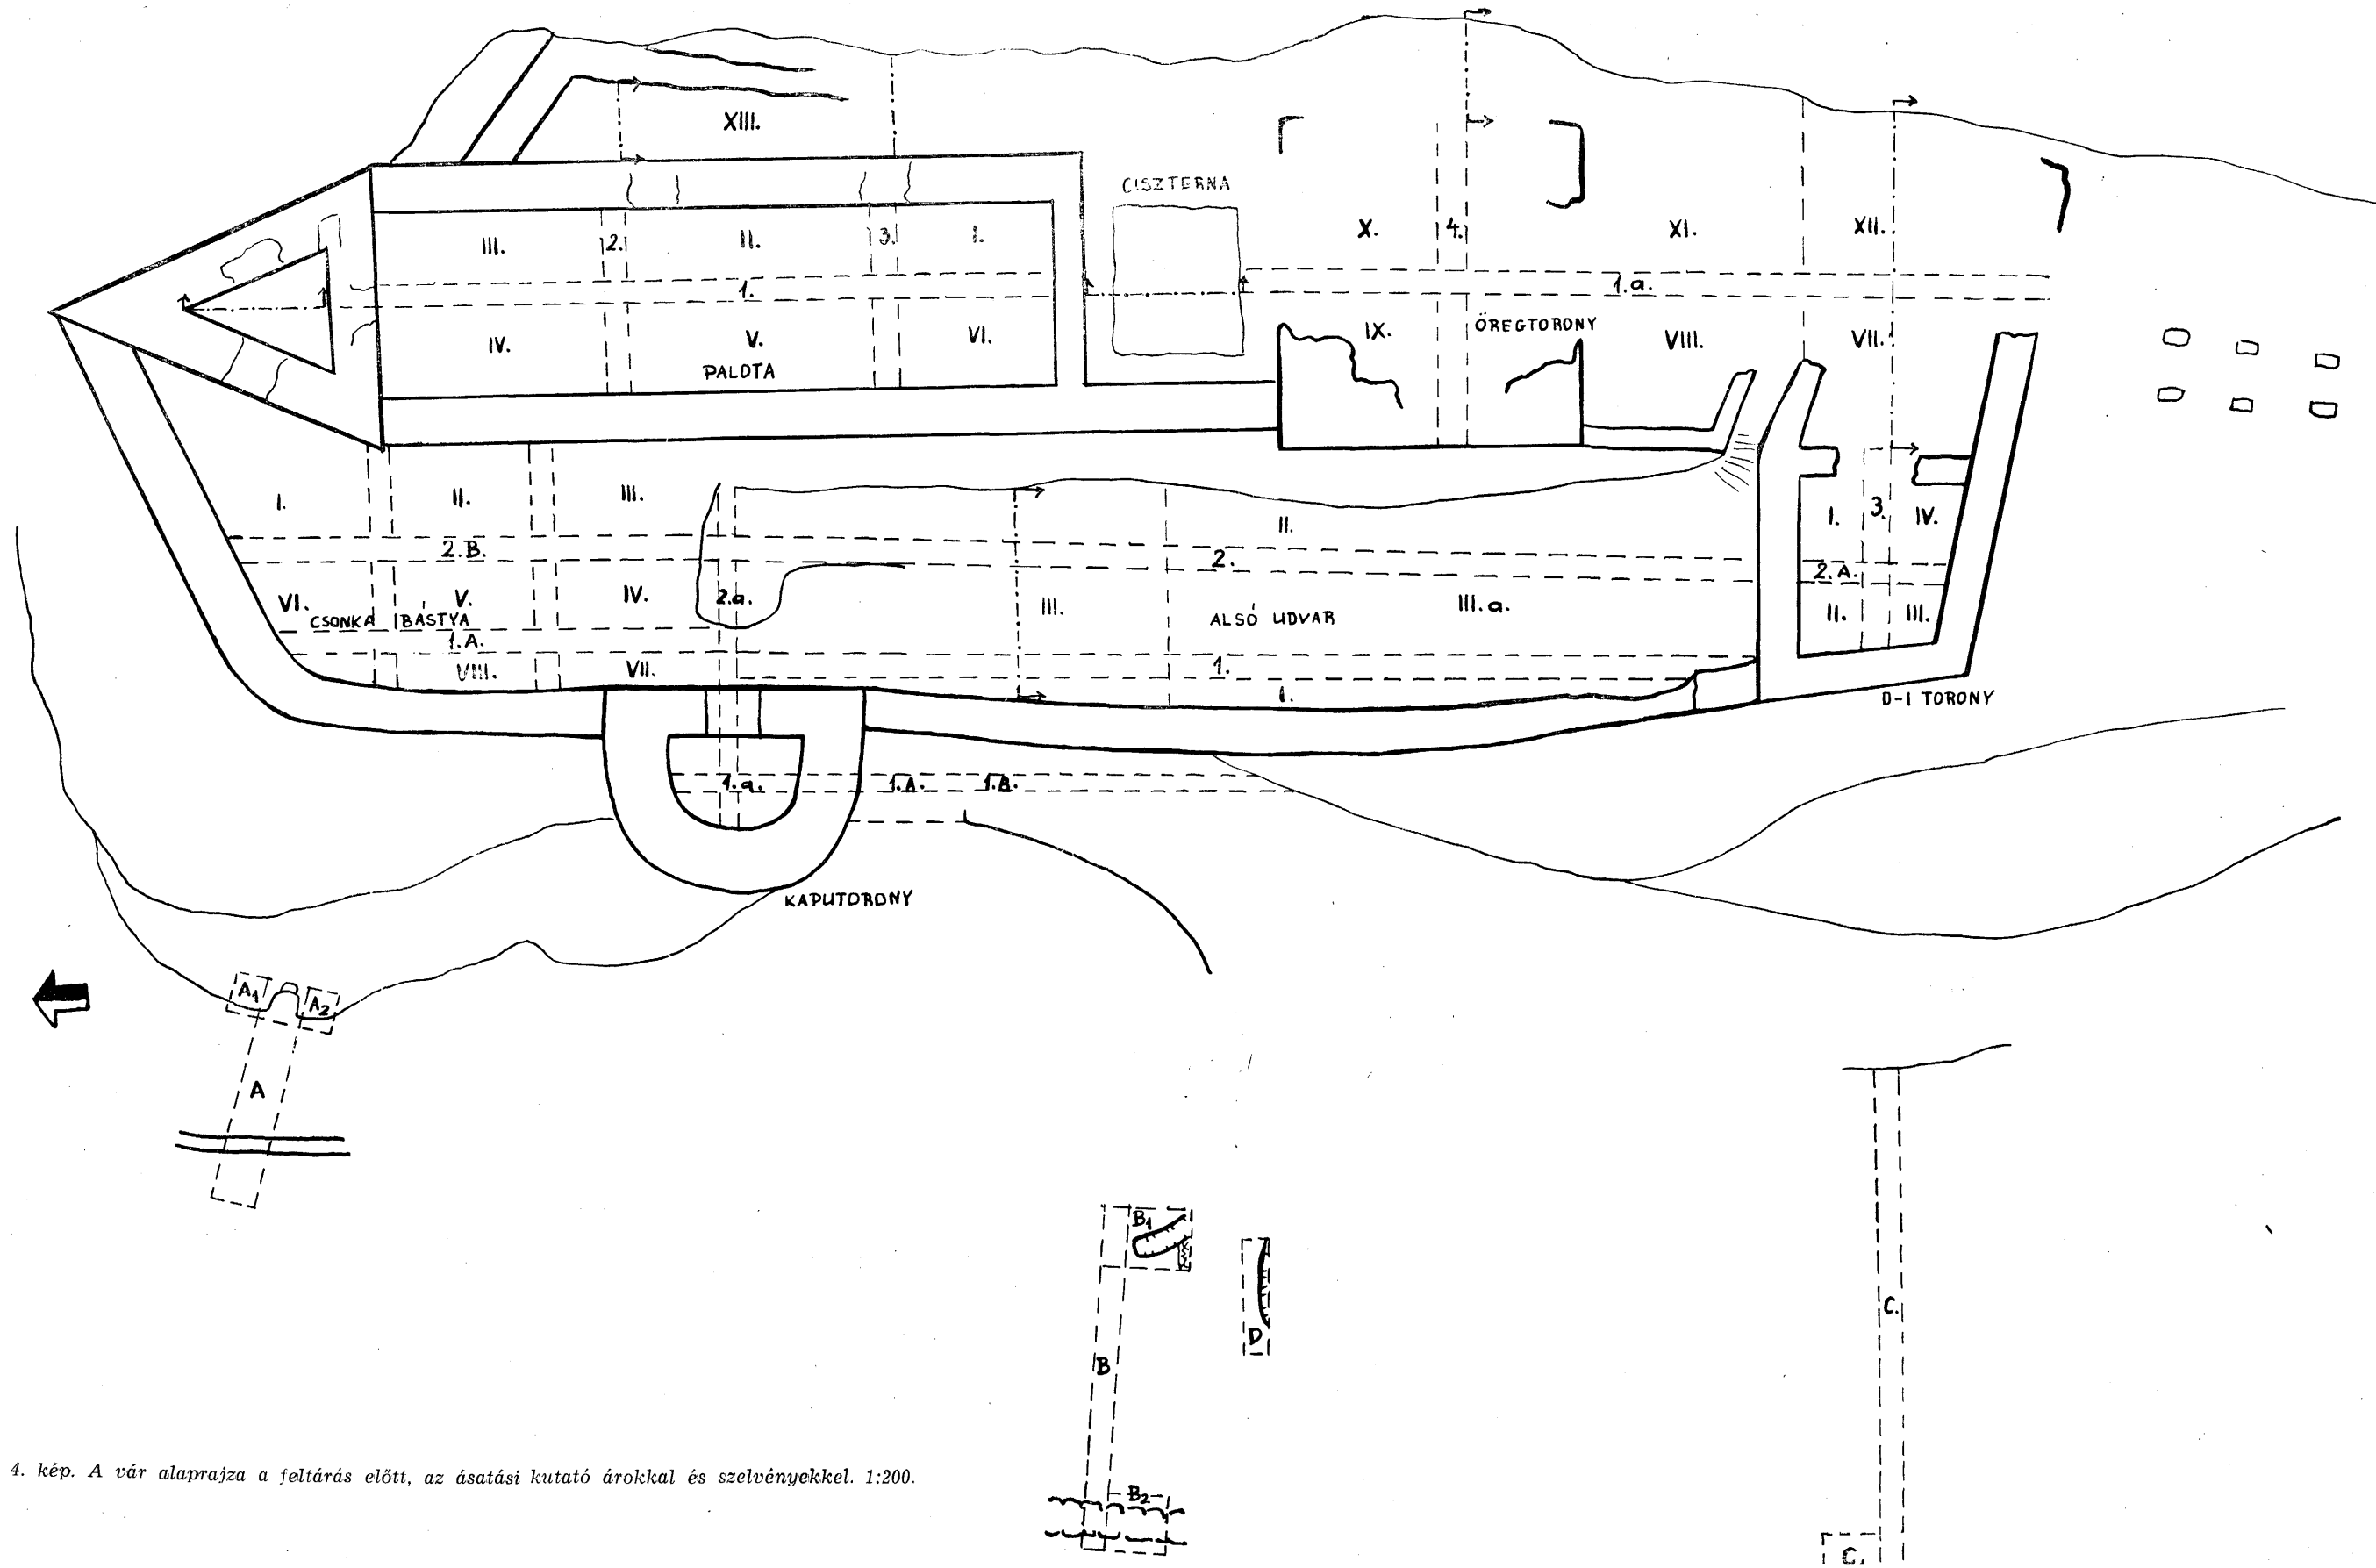 XIII.
CISZTERNA
III.
2.
II.
3.
I.
X.
4.
XI.
XII.
1.
1.a.
IV.
V.
VI.
IX.
ÖREGTORONY
VIII.
VII.
PALOTA
I.
II.
III.
II.
I.
3.
IV.
2.B.
2.
2.A.
VI.
V.
IV.
2.a.
III.
III.a.
II.
III.
CSONKA BÁSTYA
ALSÓ UDVAR
1.A.
VIII.
VII.
1.
I.
D-I TORONY
1.a.
1.A.
1.B.
KAPUTORONY
A1
A2
A
B1
D
C.
B
B2
C.
4. kép. A vár alaprajza a feltárás előtt, az ásatási kutató árokkal és szelvényekkel. 1:200.